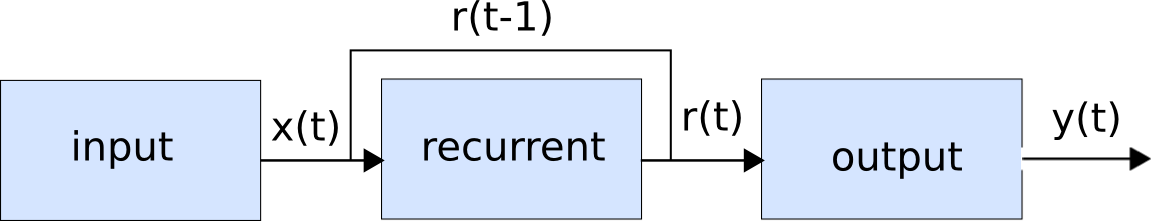 r(t-1)
input
x(t)
recurrent
r(t)
output
y(t)